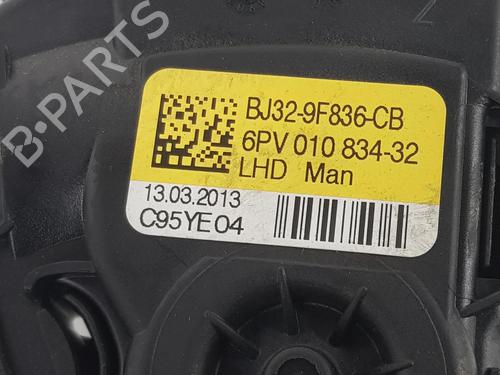 B-PARTS
BJ32-9F836-CB
6PV 010 834-32
LHD Man
13.03.2013
C95YE04